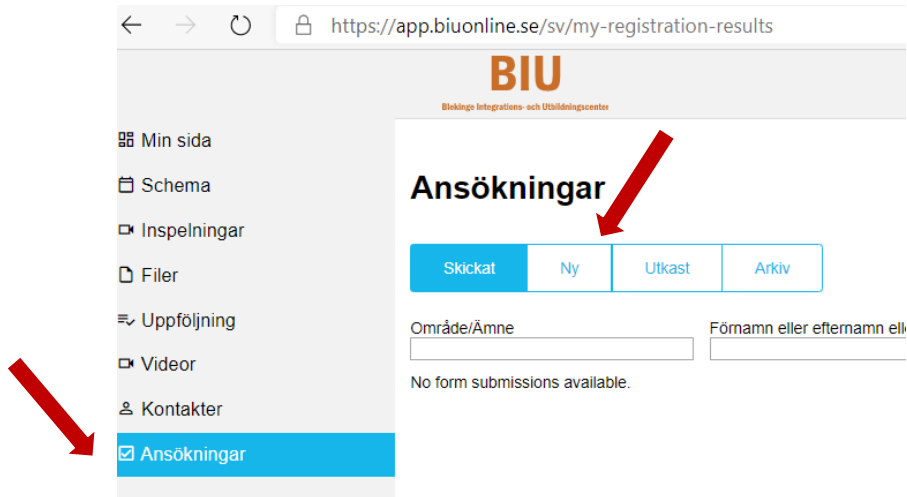 https://app.biuonline.se/sv/my-registration-results
BIU
Blekinge Integrations- och Utbildningscenter
Min sida
Schema
Inspelningar
Filer
Uppföljning
Videor
Kontakter
Ansökningar
Ansökningar
Skickat Ny Utkast Arkiv
Område/Ämne Förnamn eller efternamn
No form submissions available.